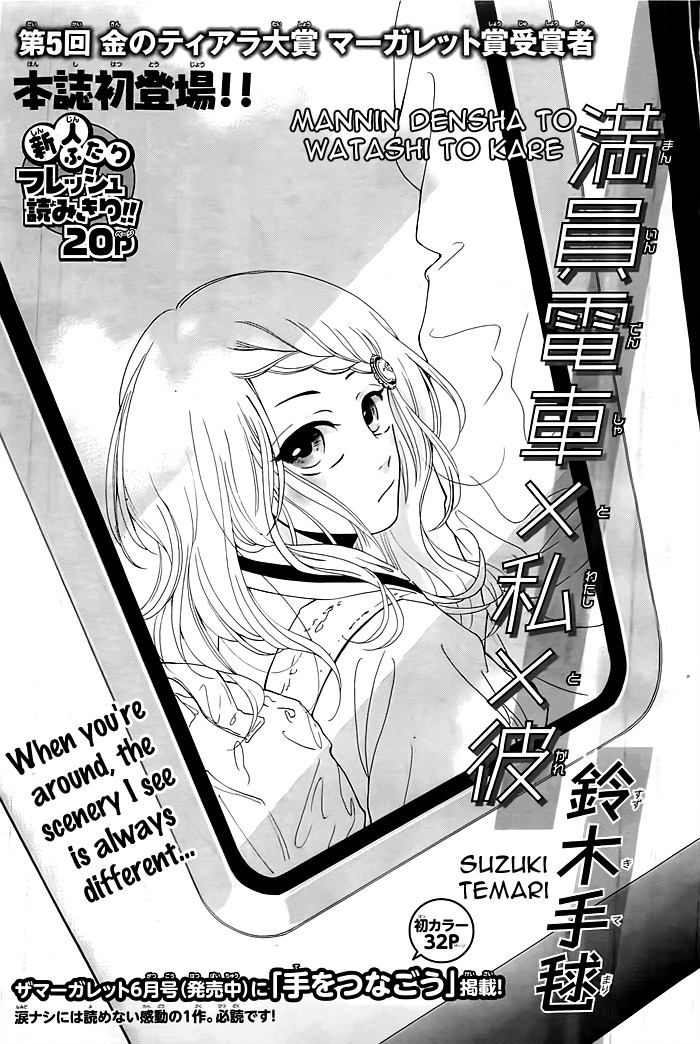 第5回 金のティアラ大賞 マーガレット賞受賞者
本誌初登場!!
新人ふたり
フレッシュ
読みきり!!
20P
MANNIN DENSHA TO
WATASHI TO KARE
満員電車×私×彼
When you're
around, the
scenery I see
is always
different...
SUZUKI
TEMARI
鈴木手毬
初カラー
32P
ザマーガレット6月号(発売中)に「手をつなごう」掲載!
涙ナシには読めない感動の1作。必読です!